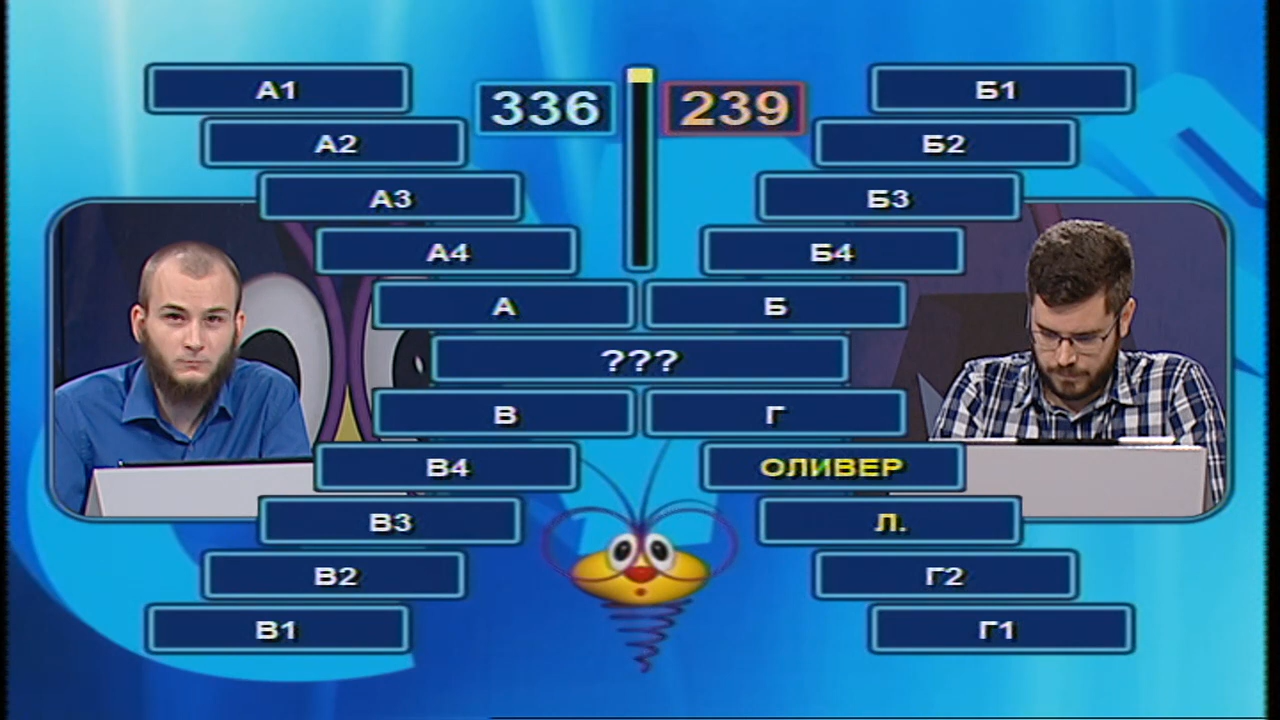 А1
336
239
Б1
А2
Б2
А3
Б3
А4
Б4
А
Б
???
В
Г
В4
ОЛИВЕР
В3
Л.
В2
Г2
В1
Г1